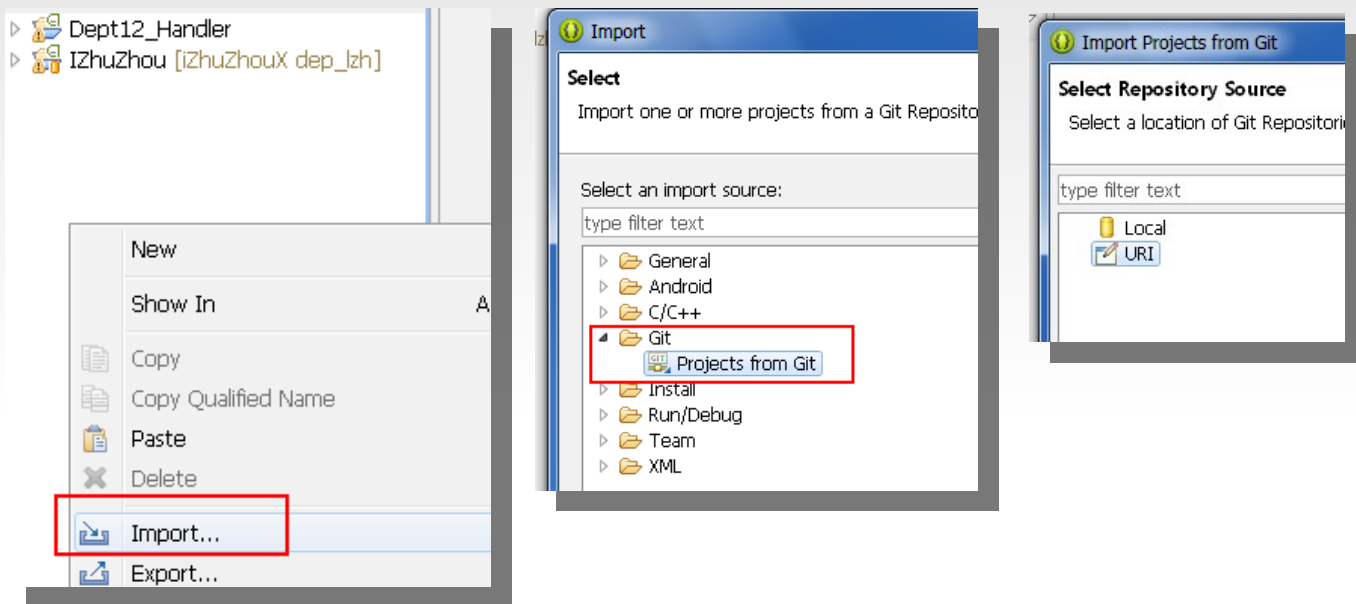 Dept12_Handler
IZhuZhou [iZhuZhouX dep_lzh]
New
Show In
A
Copy
Copy Qualified Name
Paste
Delete
Import...
Export...
Import
Select
Import one or more projects from a Git Reposito
Select an import source:
type filter text
General
Android
C/C++
Git
GIT
Projects from Git
Install
Run/Debug
Team
XML
Import Projects from Git
Select Repository Source
Select a location of Git Repositori
type filter text
Local
URI